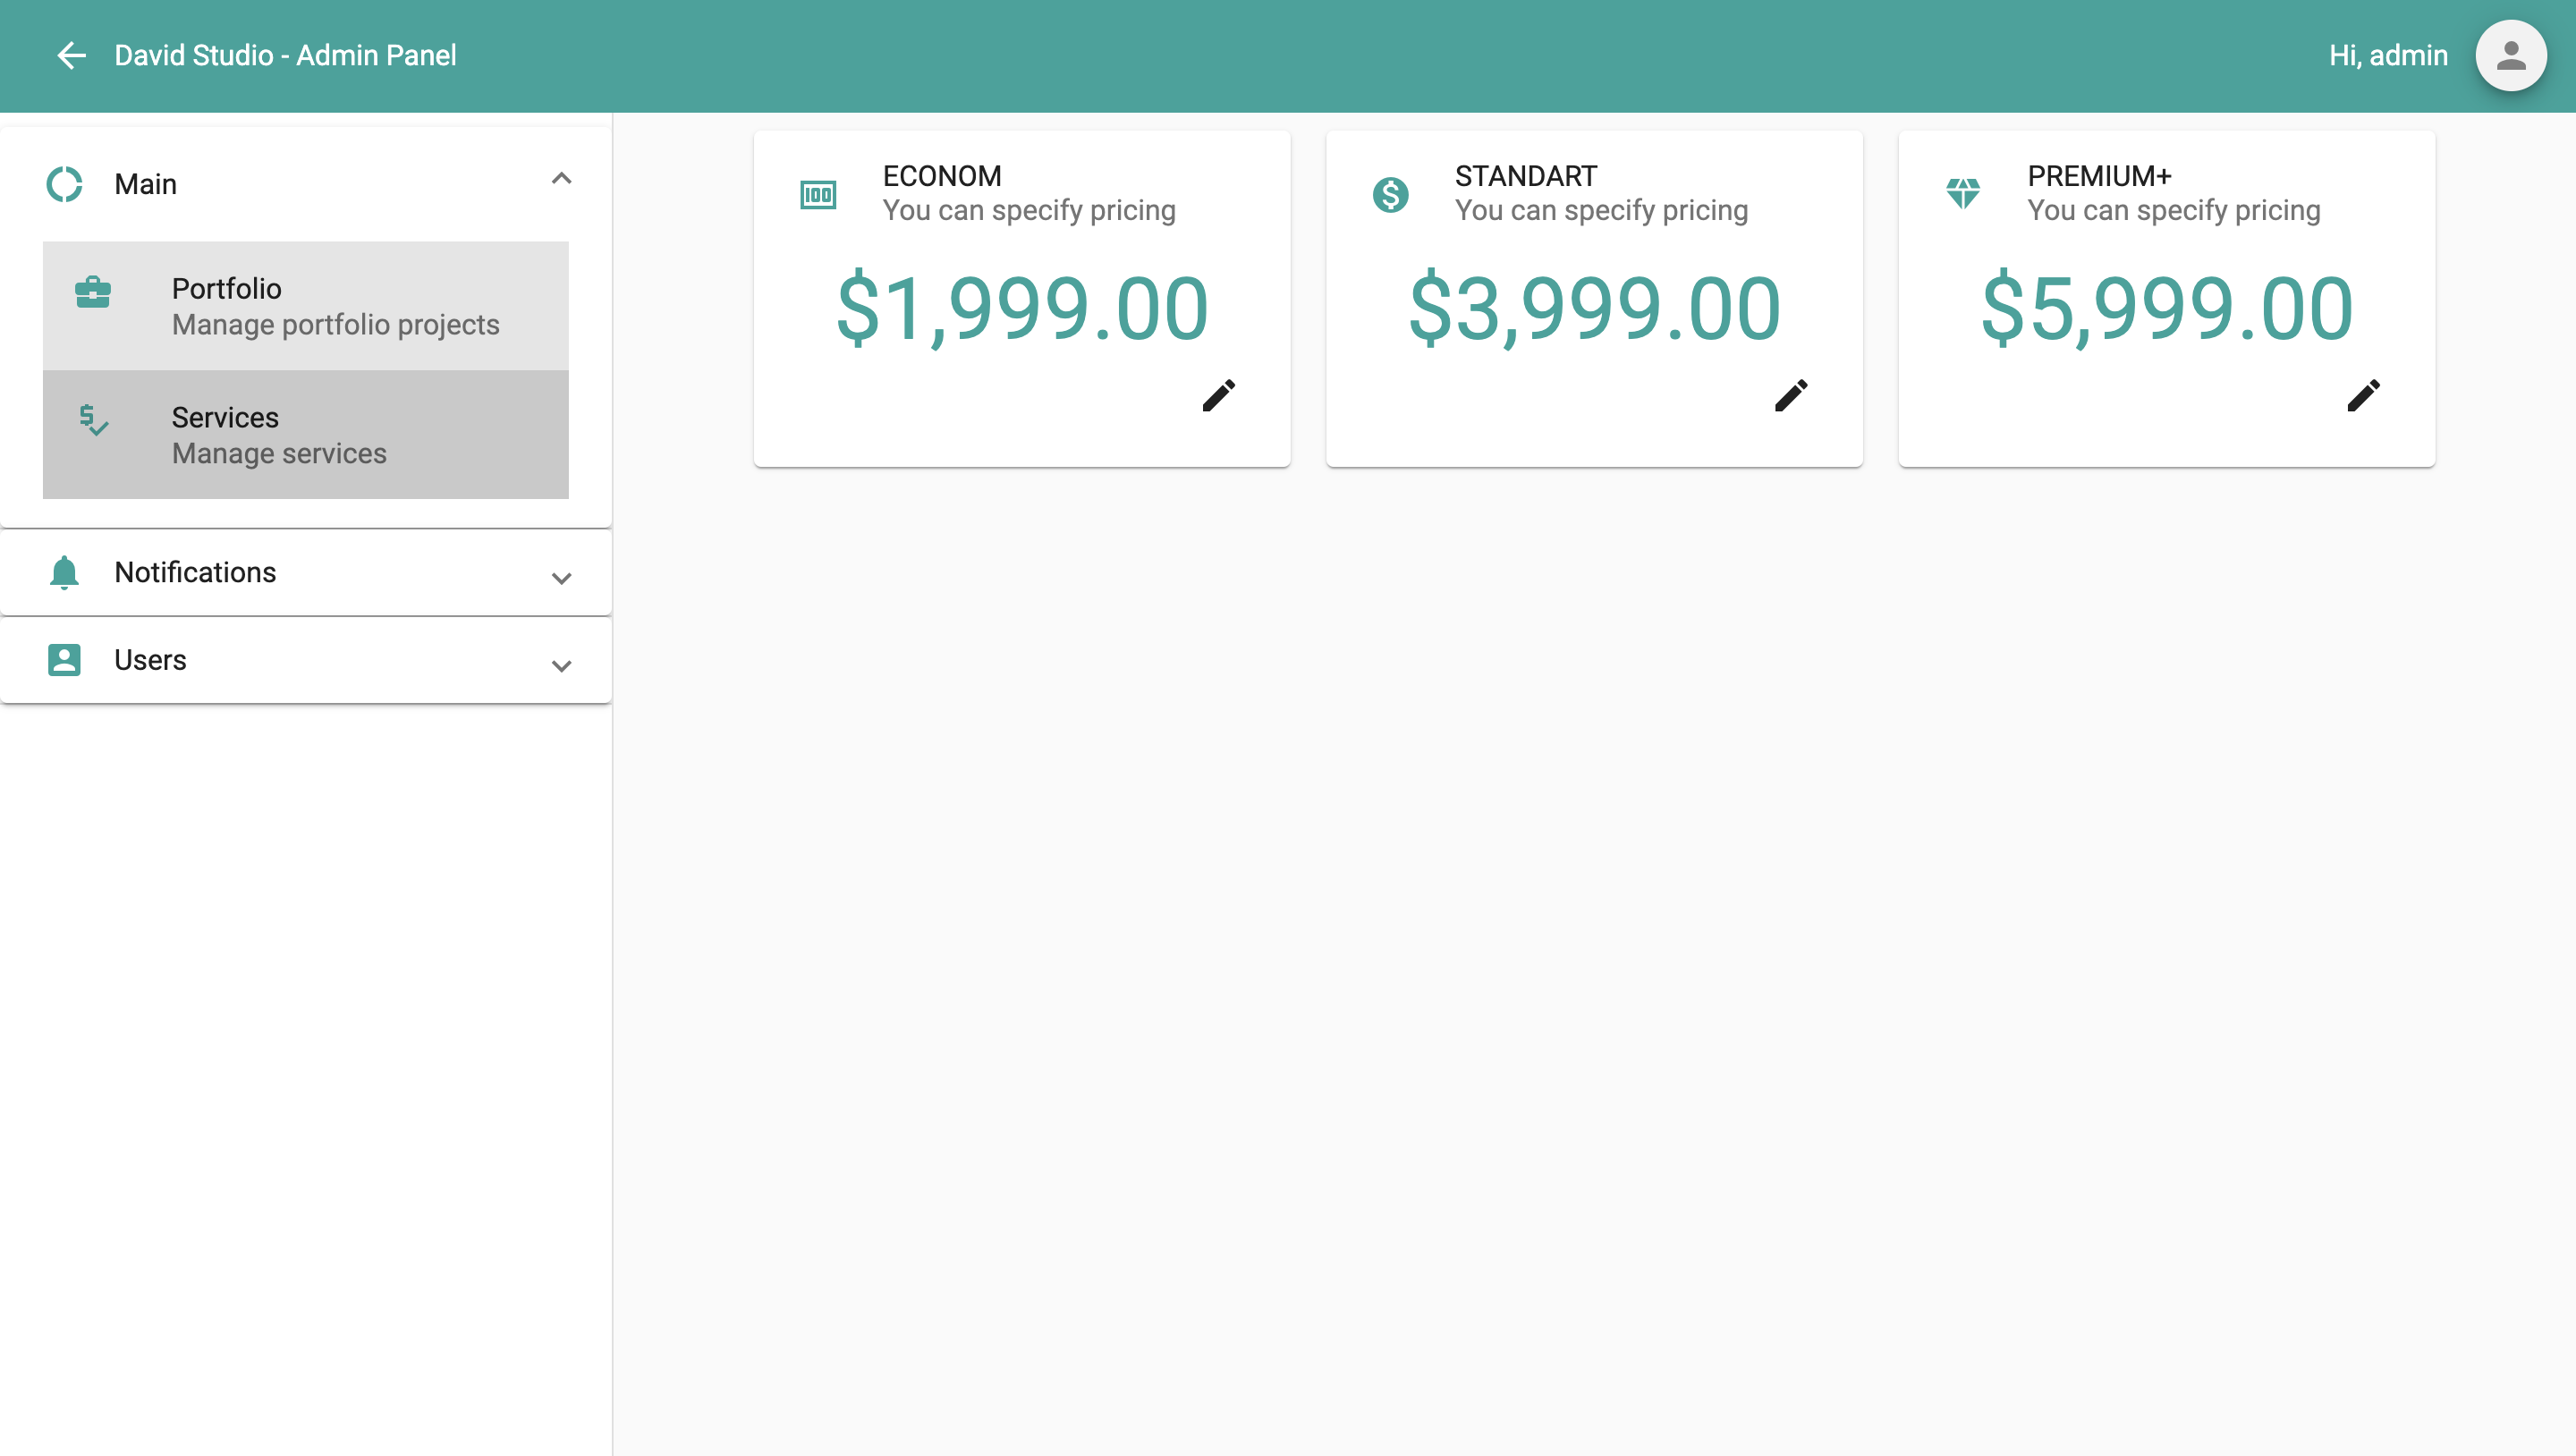 David Studio - Admin Panel
Hi, admin
Main
Portfolio
Manage portfolio projects
Services
Manage services
Notifications
Users
ECONOM
You can specify pricing
$1,999.00
STANDART
You can specify pricing
$3,999.00
PREMIUM+
You can specify pricing
$5,999.00